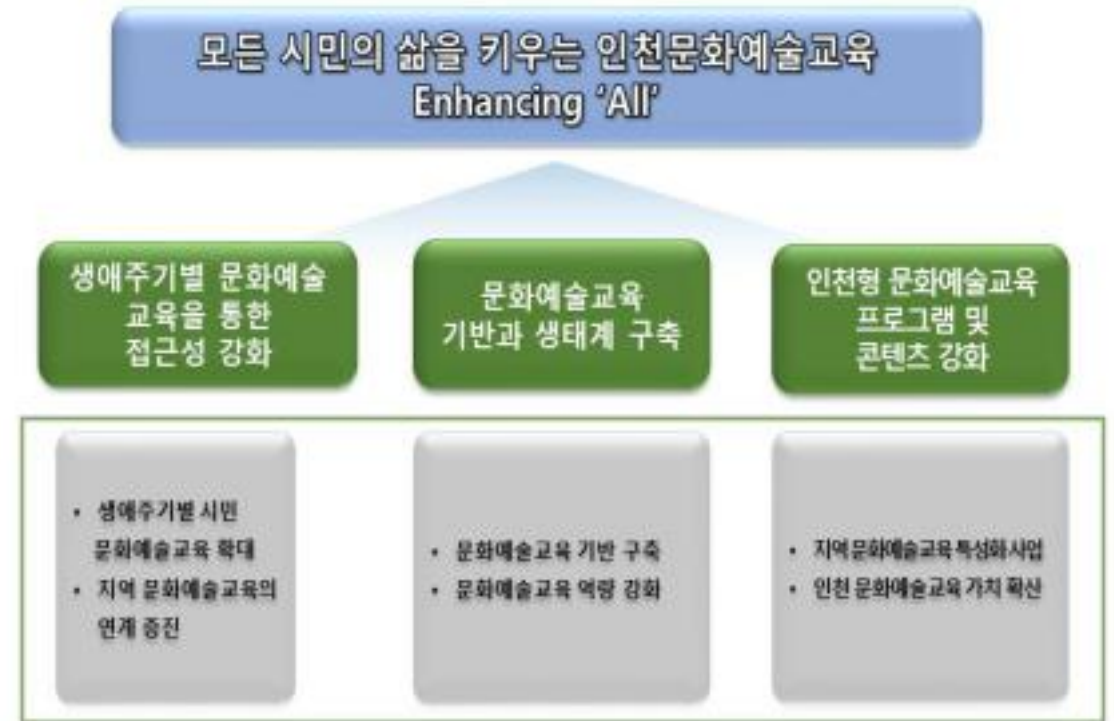 모든 시민의 삶을 키우는 인천문화예술교육
Enhancing ‘All’
생애주기별 문화예술
교육을 통한
접근성 강화
문화예술교육
기반과 생태계 구축
인천형 문화예술교육
프로그램 및
콘텐츠 강화
• 생애주기별 시민
문화예술교육 확대
• 지역 문화예술교육의
연계 증진
• 문화예술교육 기반 구축
• 문화예술교육 역량 강화
• 지역문화예술교육 특성화 사업
• 인천 문화예술교육 가치 확산